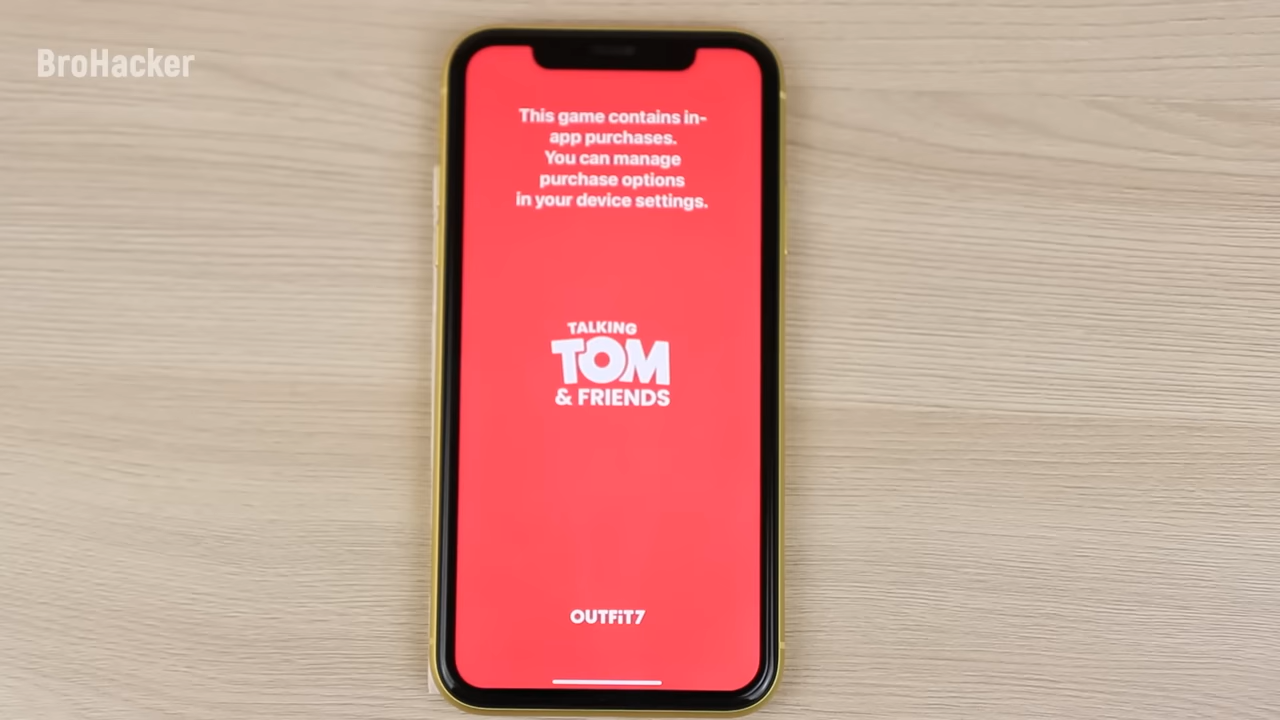 BroHacker
This game contains in-
app purchases.
You can manage
purchase options
in your device settings.
TALKING
TOM
& FRIENDS
OUTFiT7